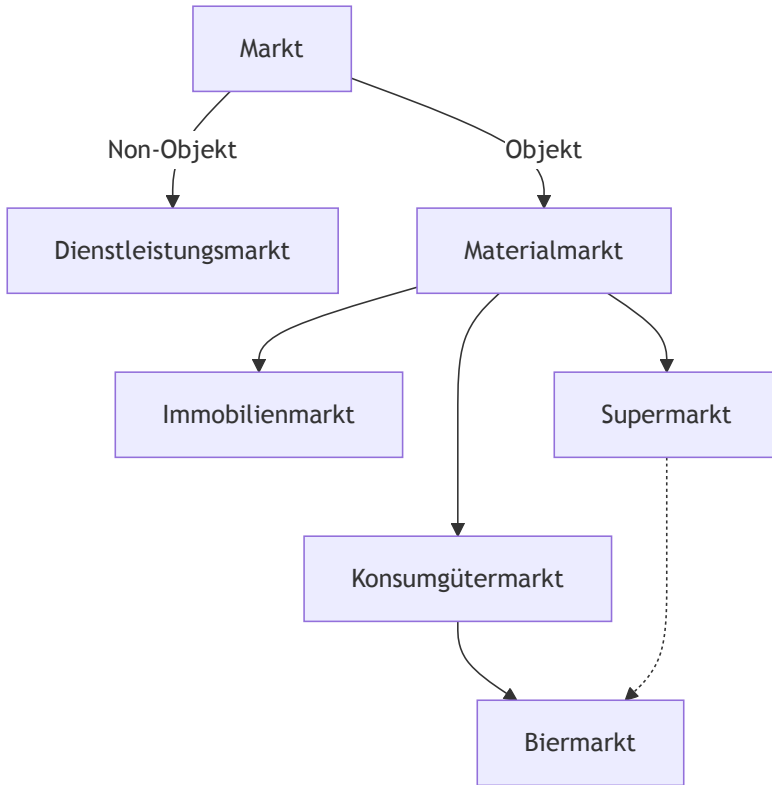 Markt
Non-Objekt
Objekt
Dienstleistungsmarkt
Materialmarkt
Immobilienmarkt
Supermarkt
Konsumgütermarkt
Biermarkt